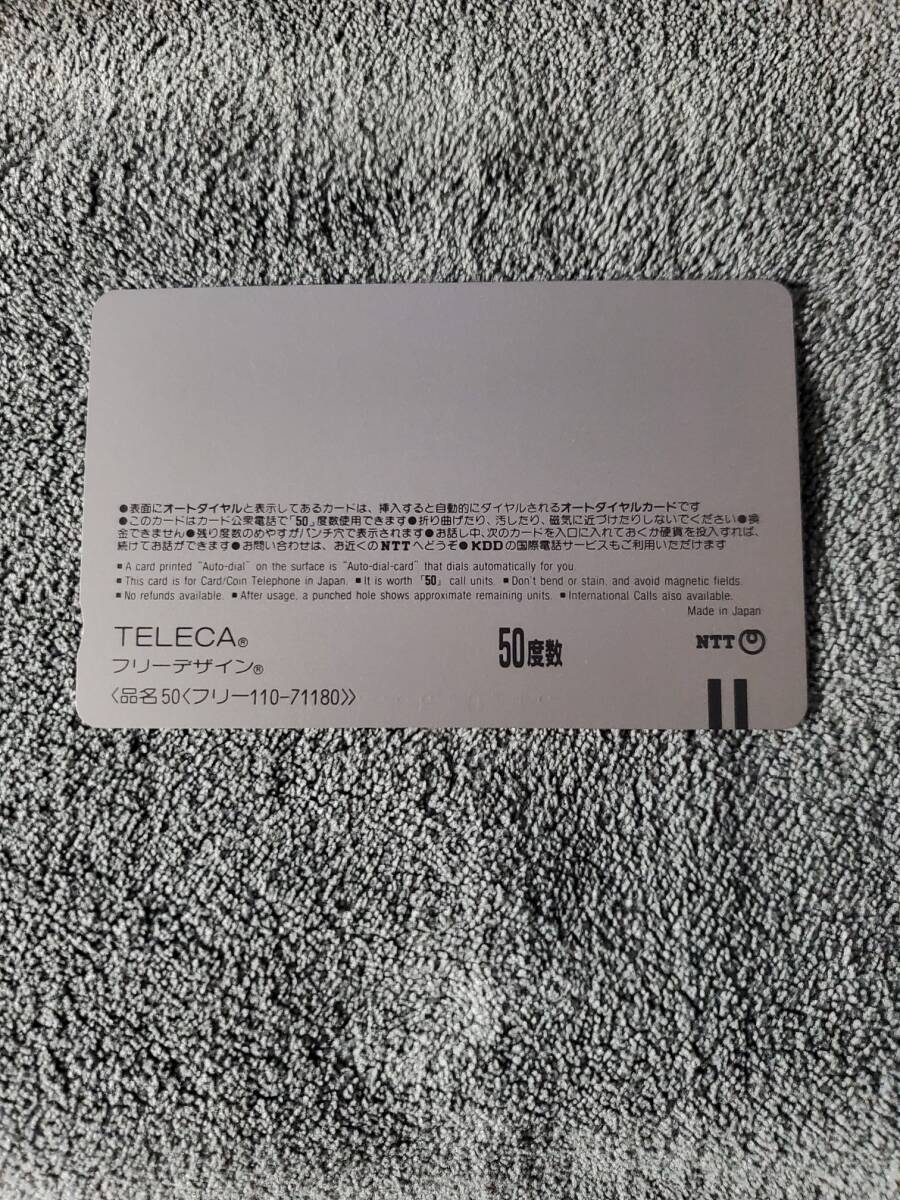 ●表面にオートダイヤルと表示してあるカードは、挿入すると自動的にダイヤルされるオートダイヤルカードです
●このカードはカード公衆電話で「50」度数使用できます●折り曲げたり、汚したり、磁気に近づけたりしないでください●換
金できません●残り度数のめやすがパンチ穴で表示されます●お話し中、次のカードを入口に入れておくか硬貨を投入すれば、
続けてお話ができます●お問い合わせは、お近くのNTTへどうぞ●KDDの国際電話サービスもご利用いただけます
■A card printed "Auto-dial" on the surface is "Auto-dial-card" that dials automatically for you.
■This card is for Card/Coin Telephone in Japan. ■It is worth「50」call units. ■Don't bend or stain, and avoid magnetic fields.
■No refunds available. ■After usage, a punched hole shows approximate remaining units. ■International Calls also available.
Made in Japan
TELECA®
50度数
NTT
フリーデザイン®
〈品名50〈フリー110-71180〉〉